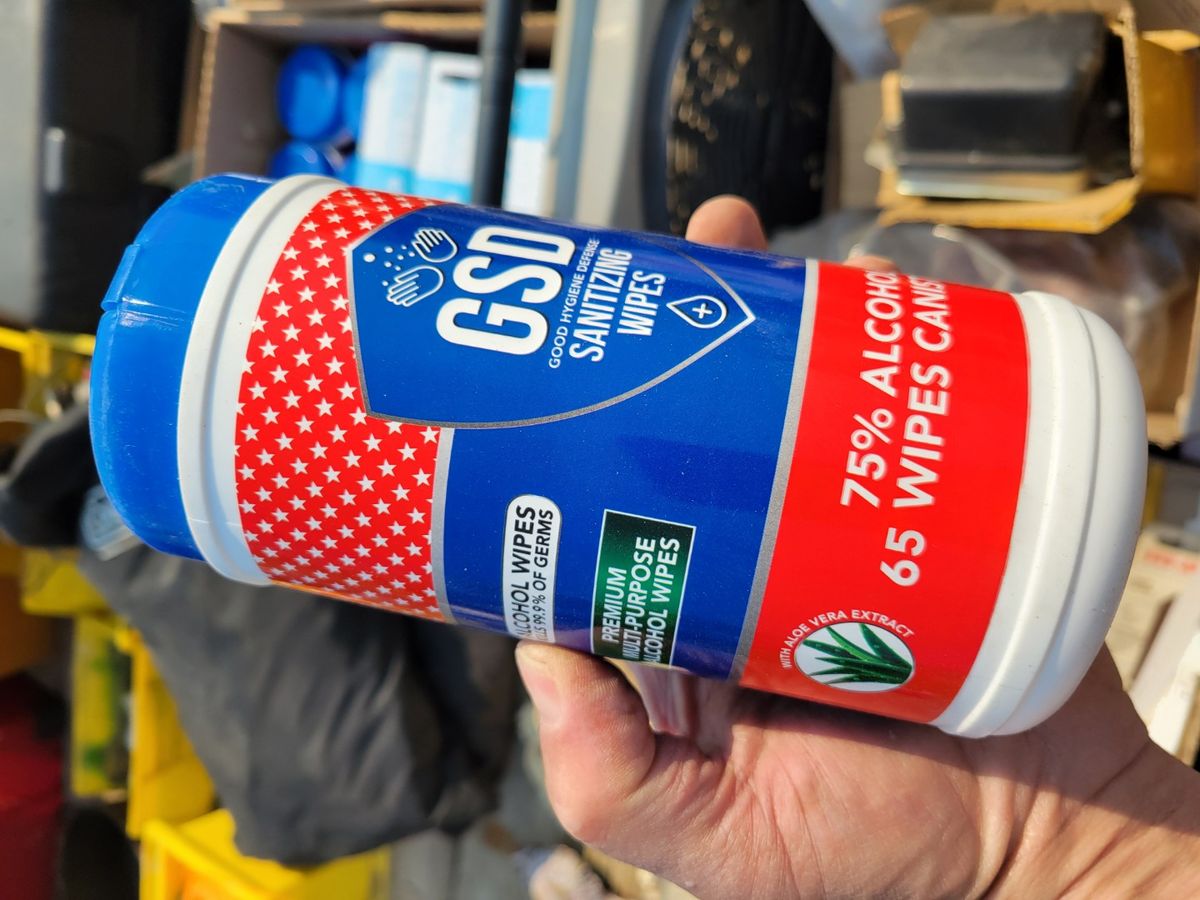 GSD
GOOD HYGIENE DEFENSE
SANITIZING
WIPES
ALCOHOL WIPES
99.9% OF GERMS
PREMIUM
MULTI-PURPOSE
ALCOHOL WIPES
75% ALCOHOL
65 WIPES CANIS
WITH ALOE VERA EXTRACT